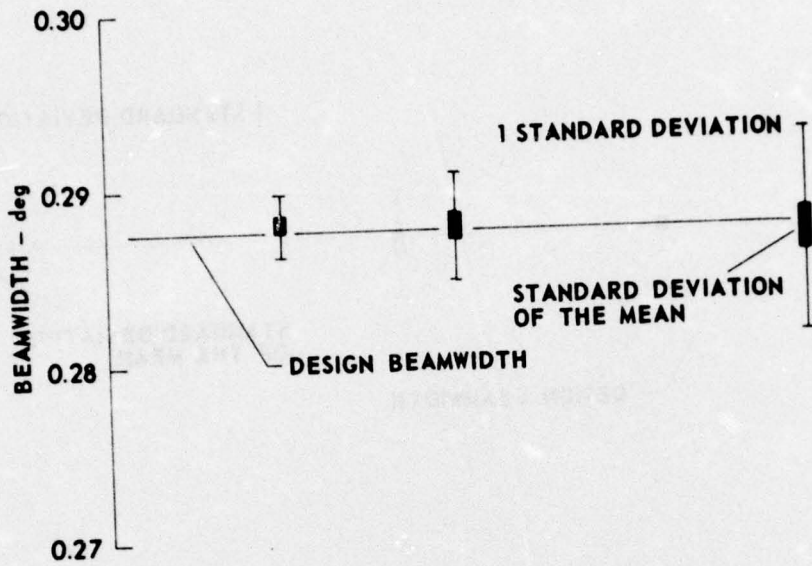 0.30
1 STANDARD DEVIATION
0.29
BEAMWIDTH – deg
STANDARD DEVIATION
OF THE MEAN
DESIGN BEAMWIDTH
0.28
0.27